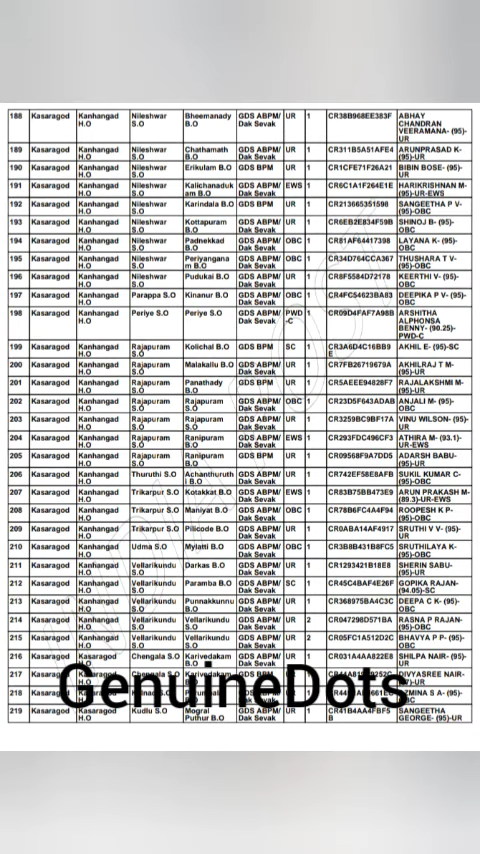 188 Kasaragod Kanhangad H.O Nileshwar S.O Bheemanady B.O GDS ABPM/ Dak Sevak UR 1 CR38B968EE383F ABHAY CHANDRAN VEERAMANA- (95)- UR
189 Kasaragod Kanhangad H.O Nileshwar S.O Chathamath B.O GDS ABPM/ Dak Sevak UR 1 CR311B5A51AFE4 ARUNPRASAD K- (95)-UR
190 Kasaragod Kanhangad H.O Nileshwar S.O Erikulam B.O GDS BPM UR 1 CR1CFE71F26A21 BIBIN BOSE- (95)- UR
191 Kasaragod Kanhangad H.O Nileshwar S.O Kalichanaduk am B.O GDS ABPM/ Dak Sevak EWS 1 CR6C1A1F264E1E HARIKRISHNAN M- (95)-UR-EWS
192 Kasaragod Kanhangad H.O Nileshwar S.O Karindala B.O GDS BPM UR 1 CR213665351598 SANGEETHA P V- (95)-OBC
193 Kasaragod Kanhangad H.O Nileshwar S.O Kottapuram B.O GDS ABPM/ Dak Sevak UR 1 CR6EB2E834F59B SHINOJ B- (95)- OBC
194 Kasaragod Kanhangad H.O Nileshwar S.O Padnekkad B.O GDS ABPM/ Dak Sevak OBC 1 CR81AF64417398 LAYANA K- (95)- OBC
195 Kasaragod Kanhangad H.O Nileshwar S.O Periyangana m B.O GDS ABPM/ Dak Sevak OBC 1 CR34D764CCA367 THUSHARA T V- (95)-OBC
196 Kasaragod Kanhangad H.O Nileshwar S.O Pudukai B.O GDS ABPM/ Dak Sevak UR 1 CR8F5584D72178 KEERTHI V- (95)- OBC
197 Kasaragod Kanhangad H.O Parappa S.O Kinanur B.O GDS ABPM/ Dak Sevak OBC 1 CR4FC54623BA83 DEEPIKA P V- (95)- OBC
198 Kasaragod Kanhangad H.O Periye S.O Periye S.O GDS ABPM/ Dak Sevak PWD -C 1 CR09D4FAF7A98B ARSHITHA ALPHONSA BENNY- (90.25)- PWD-C
199 Kasaragod Kanhangad H.O Rajapuram S.O Kolichal B.O GDS BPM SC 1 CR3A6D4C16BB9 E AKHIL E- (95)-SC
200 Kasaragod Kanhangad H.O Rajapuram S.O Malakallu B.O GDS ABPM/ Dak Sevak UR 1 CR7FB26719679A AKHILRAJ T M- (95)-UR
201 Kasaragod Kanhangad H.O Rajapuram S.O Panathady B.O GDS BPM UR 1 CR5AEEE94828F7 RAJALAKSHMI M- (95)-UR
202 Kasaragod Kanhangad H.O Rajapuram S.O Rajapuram S.O GDS ABPM/ Dak Sevak OBC 1 CR23D5F643ADAB ANJALI M- (95)- OBC
203 Kasaragod Kanhangad H.O Rajapuram S.O Rajapuram S.O GDS ABPM/ Dak Sevak UR 1 CR3259BC9BF17A VINU WILSON- (95)- UR
204 Kasaragod Kanhangad H.O Rajapuram S.O Ranipuram B.O GDS ABPM/ Dak Sevak EWS 1 CR293FDC496CF3 ATHIRA M- (93.1)- UR-EWS
205 Kasaragod Kanhangad H.O Rajapuram S.O Ranipuram B.O GDS BPM UR 1 CR09568F9A7DD5 ADARSH BABU- (95)-UR
206 Kasaragod Kanhangad H.O Thuruthi S.O Achanthuruth I B.O GDS ABPM/ Dak Sevak UR 1 CR742EF58E8AFB SUKIL KUMAR C- (95)-OBC
207 Kasaragod Kanhangad H.O Trikarpur S.O Kotakkat B.O GDS ABPM/ Dak Sevak EWS 1 CR83B75BB473E9 ARUN PRAKASH M- (89.3)-UR-EWS
208 Kasaragod Kanhangad H.O Trikarpur S.O Maniyat B.O GDS ABPM/ Dak Sevak OBC 1 CR78B6FC4A4F94 ROOPESH K P- (95)-OBC
209 Kasaragod Kanhangad H.O Trikarpur S.O Pilicode B.O GDS ABPM/ Dak Sevak UR 1 CR0ABA14AF4917 SRUTHI V V- (95)- UR
210 Kasaragod Kanhangad H.O Udma S.O Mylatti B.O GDS ABPM/ Dak Sevak OBC 1 CR3B8B431B8FC5 SRUTHILAYA K- (95)-OBC
211 Kasaragod Kanhangad H.O Vellarikundu S.O Darkas B.O GDS ABPM/ Dak Sevak UR 1 CR1293421B18E8 SHERIN SABU- (95)-UR
212 Kasaragod Kanhangad H.O Vellarikundu S.O Paramba B.O GDS ABPM/ Dak Sevak SC 1 CR45C4BAF4E26F GOPIKA RAJAN- (94.05)-SC
213 Kasaragod Kanhangad H.O Vellarikundu S.O Punnakkunnu B.O GDS ABPM/ Dak Sevak UR 1 CR368975BA4C3C DEEPA C K- (95)- OBC
214 Kasaragod Kanhangad H.O Vellarikundu S.O Vellarikundu S.O GDS ABPM/ Dak Sevak UR 2 CR047298D571BA RASNA P RAJAN- (95)-OBC
215 Kasaragod Kanhangad H.O Vellarikundu S.O Vellarikundu S.O GDS ABPM/ Dak Sevak UR 2 CR05FC1A512D2C BHAVYA P P- (95)- OBC
216 Kasaragod Kasaragod H.O Chengala S.O Karivedakam B.O GDS ABPM/ Dak Sevak UR 1 CR031A4AA822E8 SHILPA NAIR- (95)- UR
217 Kasaragod Kasaragod H.O Chengala S.O Karivedakam B.O GDS BPM UR 1 DIVYASREE NAIR-
GenuineDots
218 Kasaragod Kasaragod H.O GDS ABPM/ Dak Sevak
219 Kasaragod Kasaragod H.O Kudlu S.O Mogral Puthur B.O GDS ABPM/ Dak Sevak UR 1 CR41B4AA4FBF5 B SANGEETHA GEORGE- (95)-UR